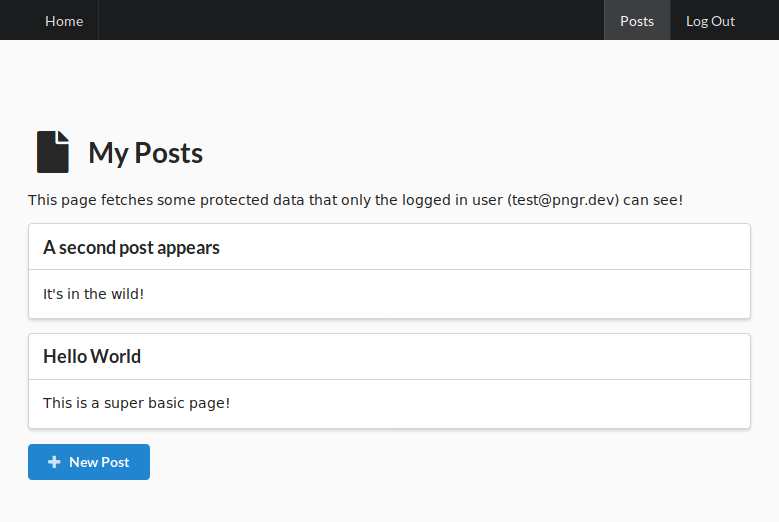 Home
Posts
Log Out
My Posts
This page fetches some protected data that only the logged in user (test@pngr.dev) can see!
A second post appears
It's in the wild!
Hello World
This is a super basic page!
New Post